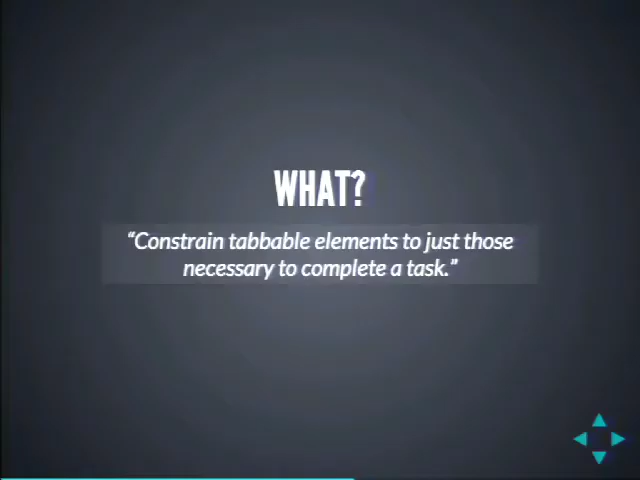 WHAT?
“Constrain tabbable elements to just those
necessary to complete a task.”